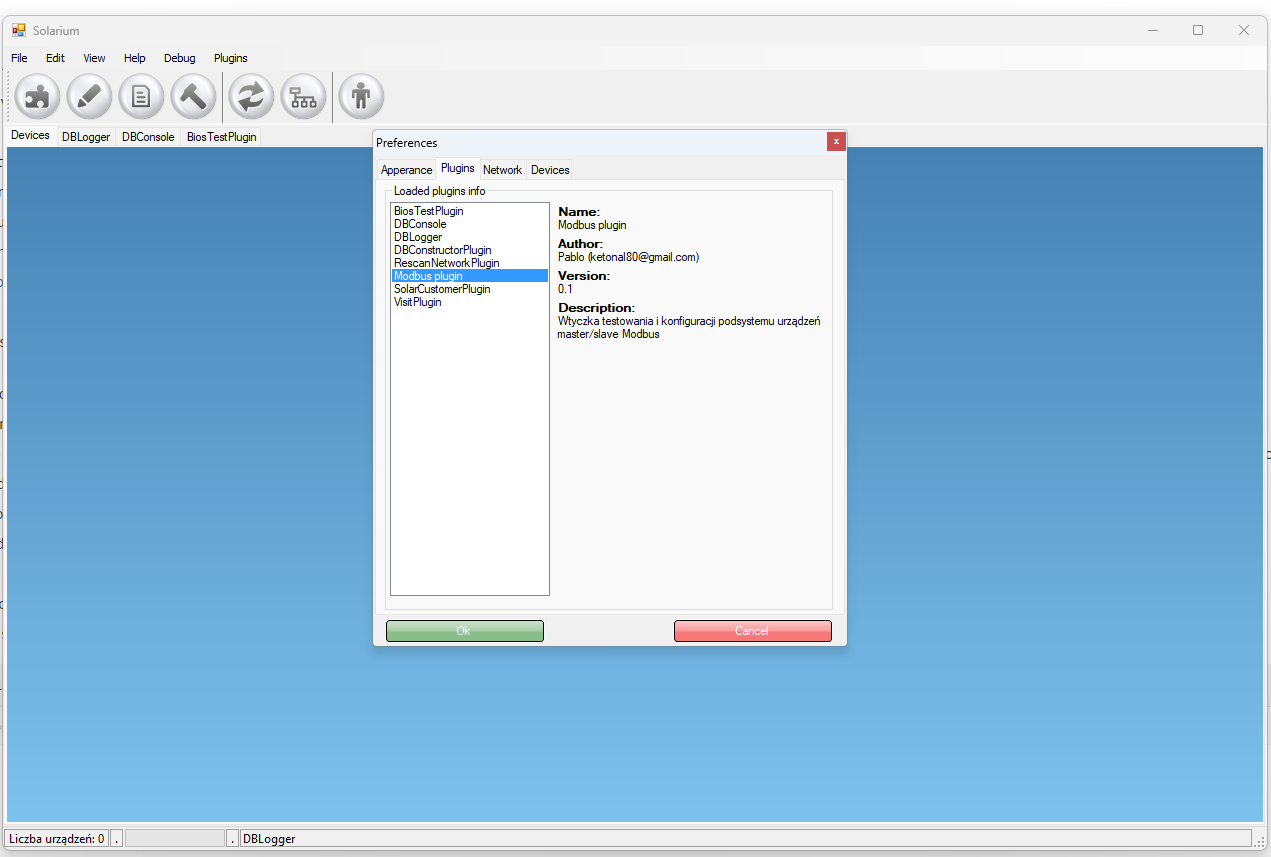 Solarium
File Edit View Help Debug Plugins
Devices DBLogger DBConsole BiosTestPlugin
Preferences
Apperance Plugins Network Devices
Loaded plugins info
BiosTestPlugin
DBConsole
DBLogger
DBConstructorPlugin
RescanNetworkPlugin
Modbus plugin
SolarCustomerPlugin
VisitPlugin
Name:
Modbus plugin
Author:
Pablo (ketonal80@gmail.com)
Version:
0.1
Description:
Wtyczka testowania i konfiguracji podsystemu urządzeń
master/slave Modbus
Ok Cancel
Liczba urządzeń: 0 . . DBLogger